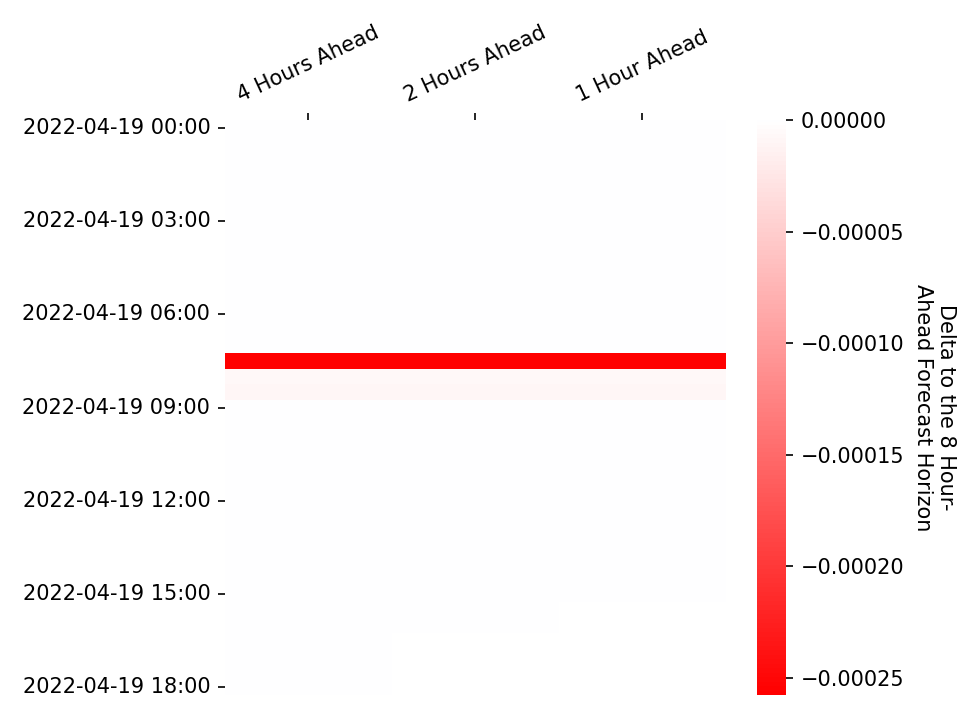 4 Hours Ahead
2 Hours Ahead
1 Hour Ahead
2022-04-19 00:00
2022-04-19 03:00
2022-04-19 06:00
2022-04-19 09:00
2022-04-19 12:00
2022-04-19 15:00
2022-04-19 18:00
0.00000
−0.00005
−0.00010
−0.00015
−0.00020
−0.00025
Delta to the 8 Hour-
Ahead Forecast Horizon